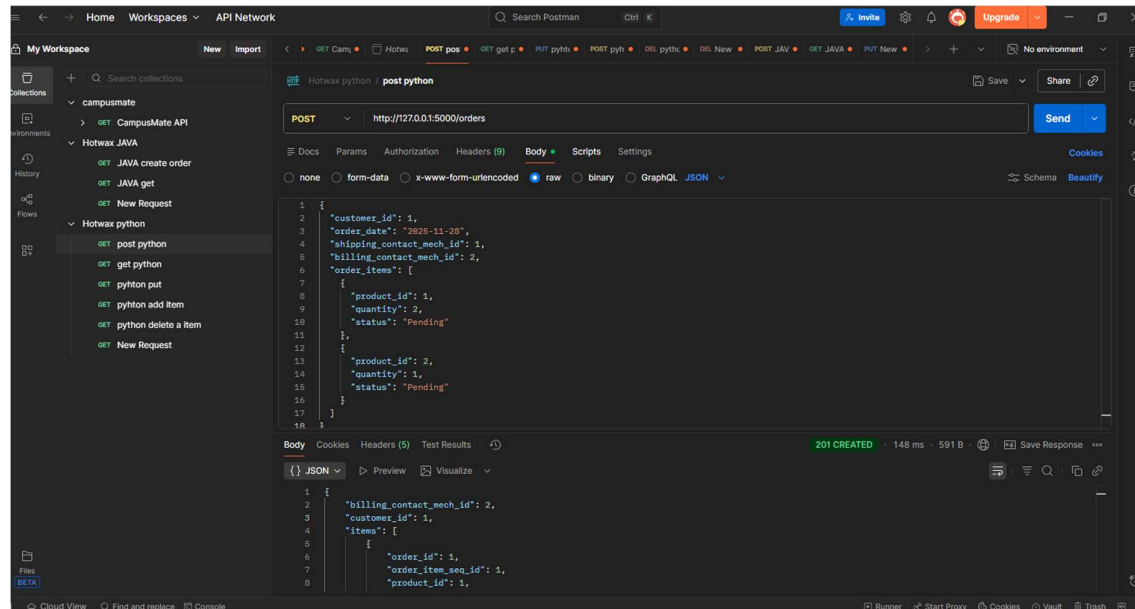 Home Workspaces API Network Search Postman Ctrl K Invite Upgrade
My Workspace New Import GET Camp Hotwa POST pos GET get p PUT pyhto POST pyh DEL pytho DEL New POST JAV GET JAVA PUT New No environment
Collections
Search collections
Hotwax python / post python Save Share
campusmate
GET CampusMate API
POST http://127.0.0.1:5000/orders Send
Hotwax JAVA
Docs Params Authorization Headers (9) Body Scripts Settings Cookies
GET JAVA create order
History
none form-data x-www-form-urlencoded raw binary GraphQL JSON Schema Beautify
GET JAVA get
GET New Request
Flows
Hotwax python
GET post python
GET get python
GET pyhton put
GET pyhton add item
GET python delete a item
GET New Request
1 {
2 "customer_id": 1,
3 "order_date": "2025-11-28",
4 "shipping_contact_mech_id": 1,
5 "billing_contact_mech_id": 2,
6 "order_items": [
7 {
8 "product_id": 1,
9 "quantity": 2,
10 "status": "Pending"
11 },
12 {
13 "product_id": 2,
14 "quantity": 1,
15 "status": "Pending"
16 }
17 ]
18 }
Body Cookies Headers (5) Test Results 201 CREATED 148 ms 591 B Save Response
{} JSON Preview Visualize
1 {
2 "billing_contact_mech_id": 2,
3 "customer_id": 1,
4 "items": [
5 {
6 "order_id": 1,
7 "order_item_seq_id": 1,
8 "product_id": 1,
Files
BETA
Cloud View Find and replace Console Runner Start Proxy Cookies Vault Trash